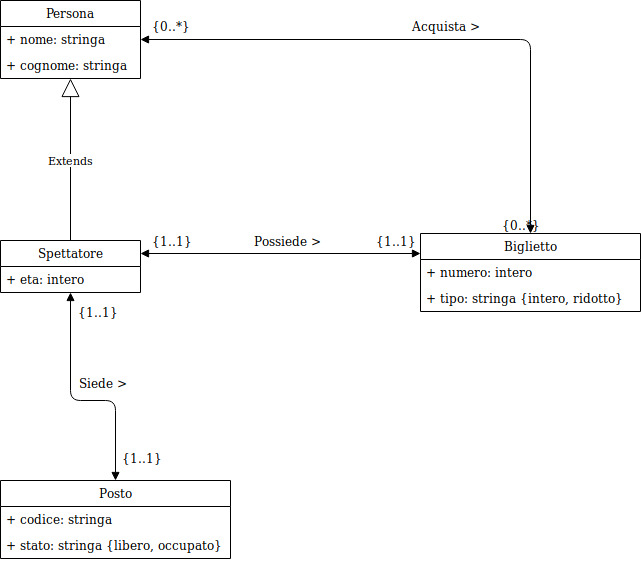 Persona
+ nome: stringa
+ cognome: stringa
{0..*}
Acquista >
Extends
{0..*}
Spettatore
+ eta: intero
{1..1}
Possiede >
{1..1}
Biglietto
+ numero: intero
+ tipo: stringa {intero, ridotto}
{1..1}
Siede >
{1..1}
Posto
+ codice: stringa
+ stato: stringa {libero, occupato}